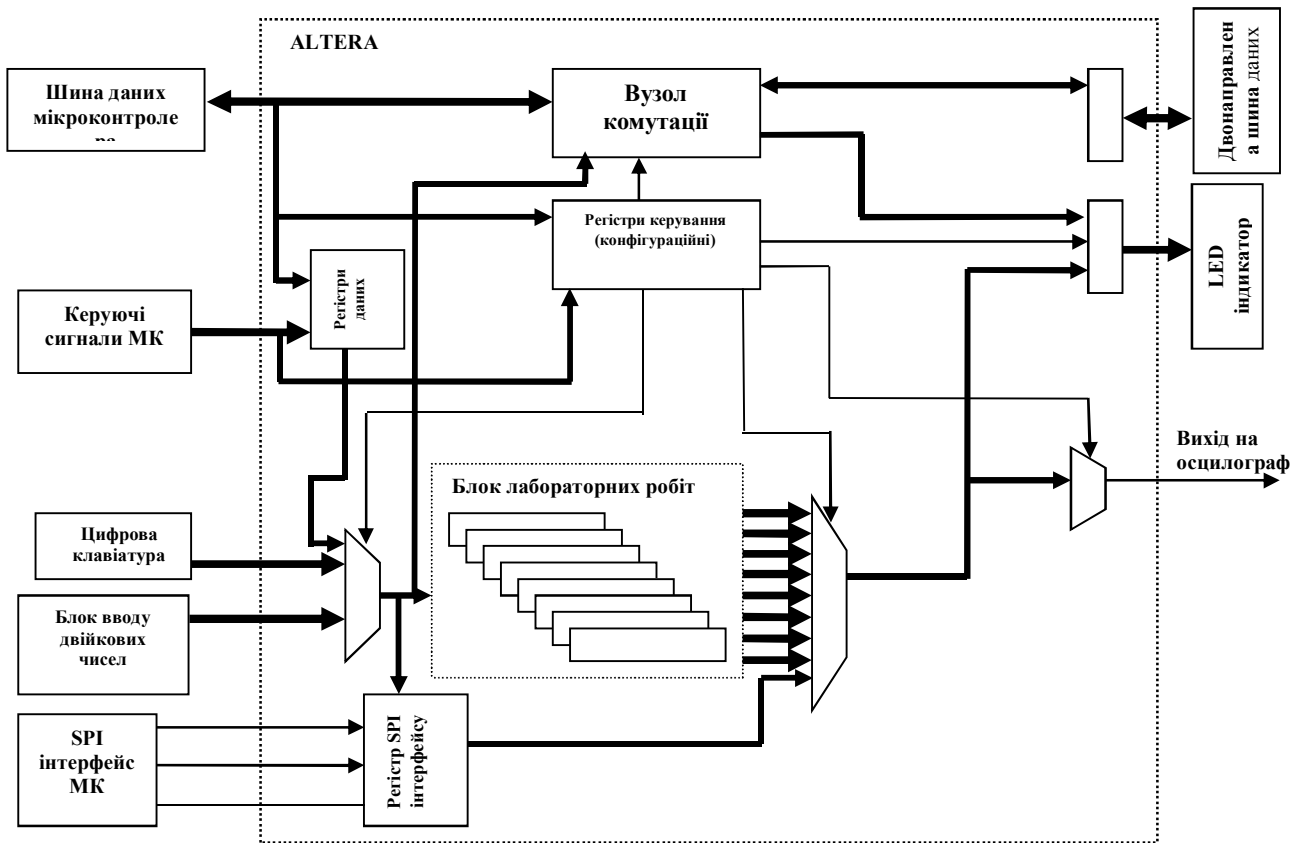 ALTERA
Шина даних
мікроконтроле
ра
Вузол
комутації
Двонаправлен
а шина даних
Регістри керування
(конфігураційні)
Регістри
даних
LED
індикатор
Керуючі
сигнали МК
Вихід на
осцилограф
Блок лабораторних робіт
Цифрова
клавіатура
Блок вводу
двійкових
чисел
SPI
інтерфейс
МК
Регістр SPI
інтерфейсу